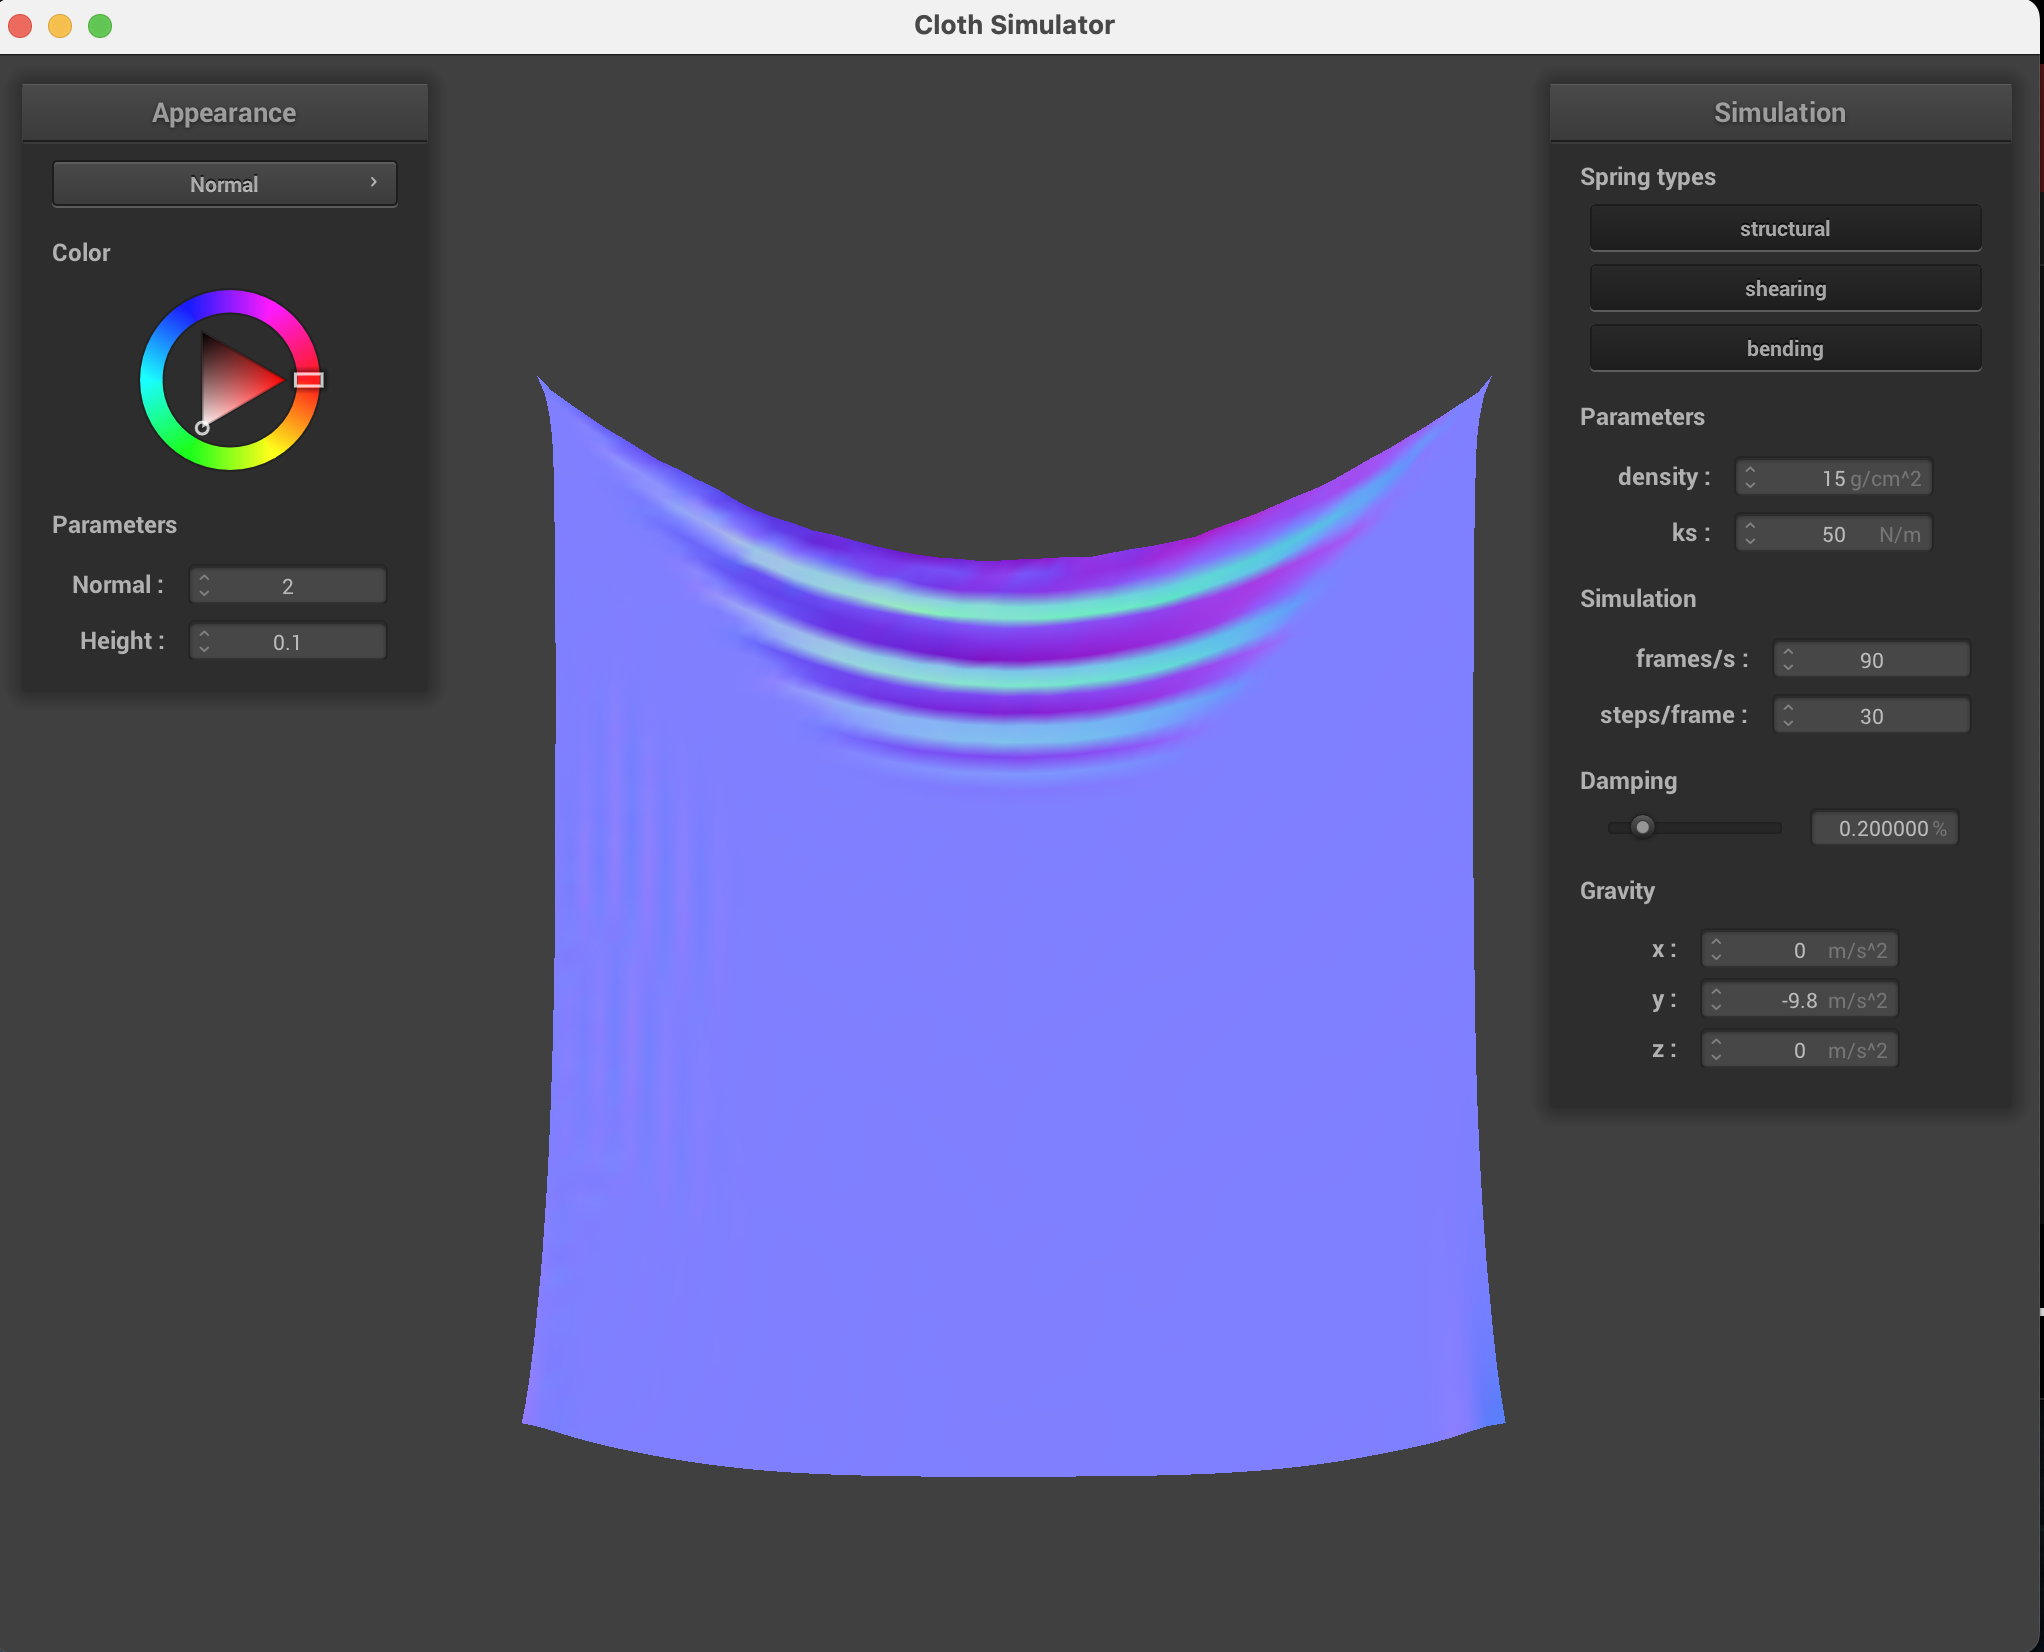 Cloth Simulator
Appearance
Normal
Color
Parameters
Normal : 2
Height : 0.1
Simulation
Spring types
structural
shearing
bending
Parameters
density : 15 g/cm^2
ks : 50 N/m
Simulation
frames/s : 90
steps/frame : 30
Damping
0.200000 %
Gravity
x : 0 m/s^2
y : -9.8 m/s^2
z : 0 m/s^2